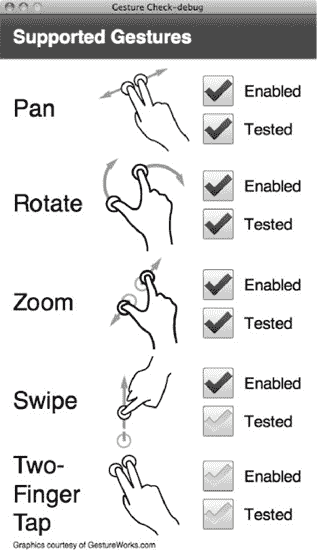 Gesture Check-debug
Supported Gestures
Pan
Enabled
Tested
Rotate
Enabled
Tested
Zoom
Enabled
Tested
Swipe
Enabled
Tested
Two-
Finger
Tap
Enabled
Tested
Graphics courtesy of GestureWorks.com